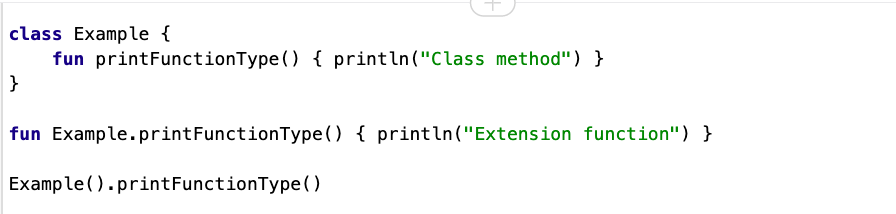 class Example {
    fun printFunctionType() { println("Class method") }
}
fun Example.printFunctionType() { println("Extension function") }
Example().printFunctionType()